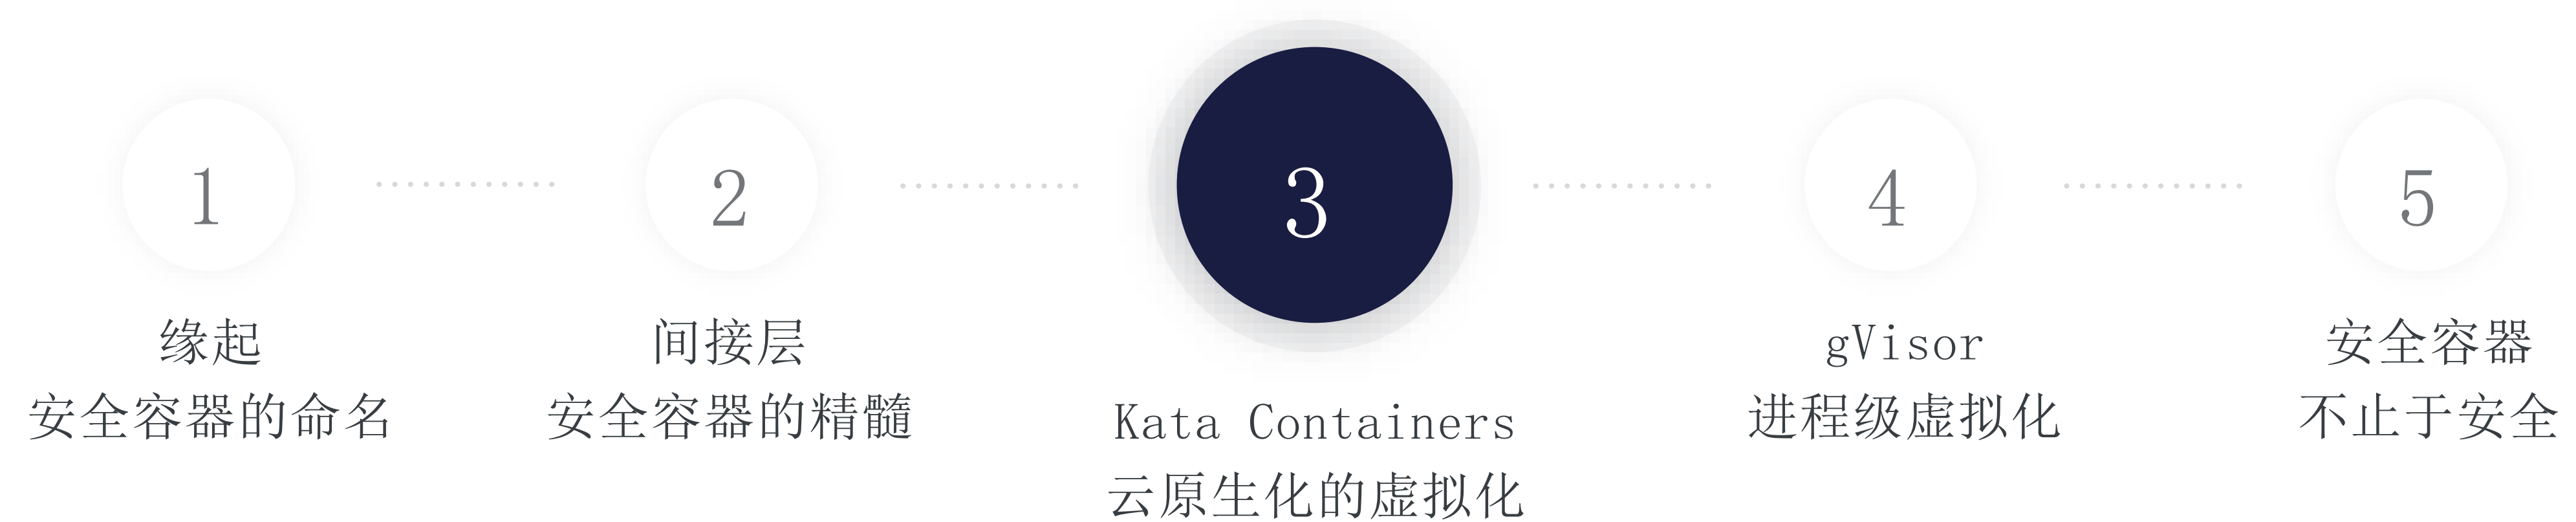 1
缘起
安全容器的命名
2
间接层
安全容器的精髓
3
Kata Containers
云原生化的虚拟化
4
gVisor
进程级虚拟化
5
安全容器
不止于安全